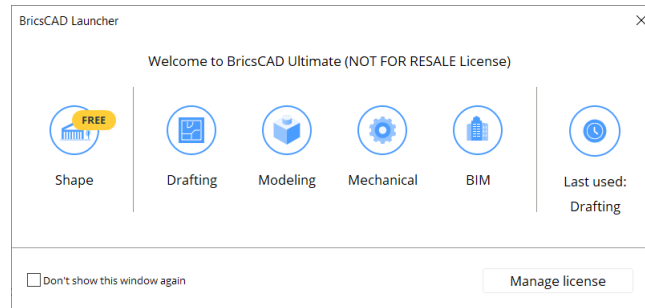 BricsCAD Launcher
Welcome to BricsCAD Ultimate (NOT FOR RESALE License)
FREE
Shape
Drafting
Modeling
Mechanical
BIM
Last used:
Drafting
Don't show this window again
Manage license